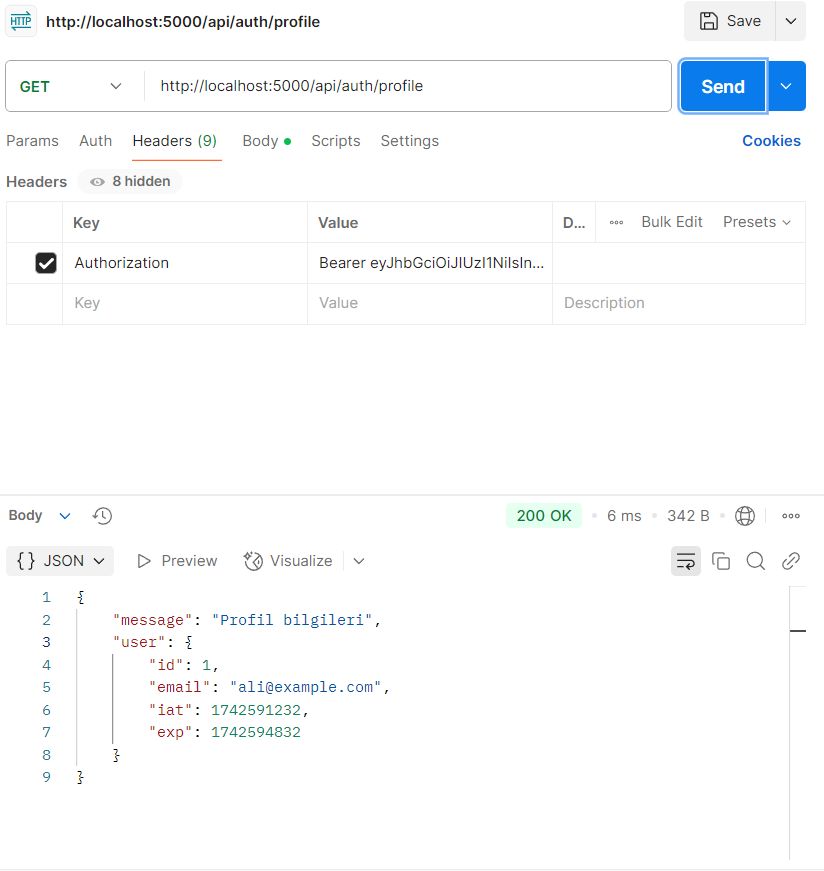 HTTP http://localhost:5000/api/auth/profile Save
GET http://localhost:5000/api/auth/profile Send
Params Auth Headers (9) Body Scripts Settings Cookies
Headers 8 hidden
Key Value D... Bulk Edit Presets
Authorization Bearer eyJhbGciOiJIUzI1NiIsIn...
Key Value Description
Body 200 OK 6 ms 342 B
{} JSON Preview Visualize
1 {
2 "message": "Profil bilgileri",
3 "user": {
4 "id": 1,
5 "email": "ali@example.com",
6 "iat": 1742591232,
7 "exp": 1742594832
8 }
9 }